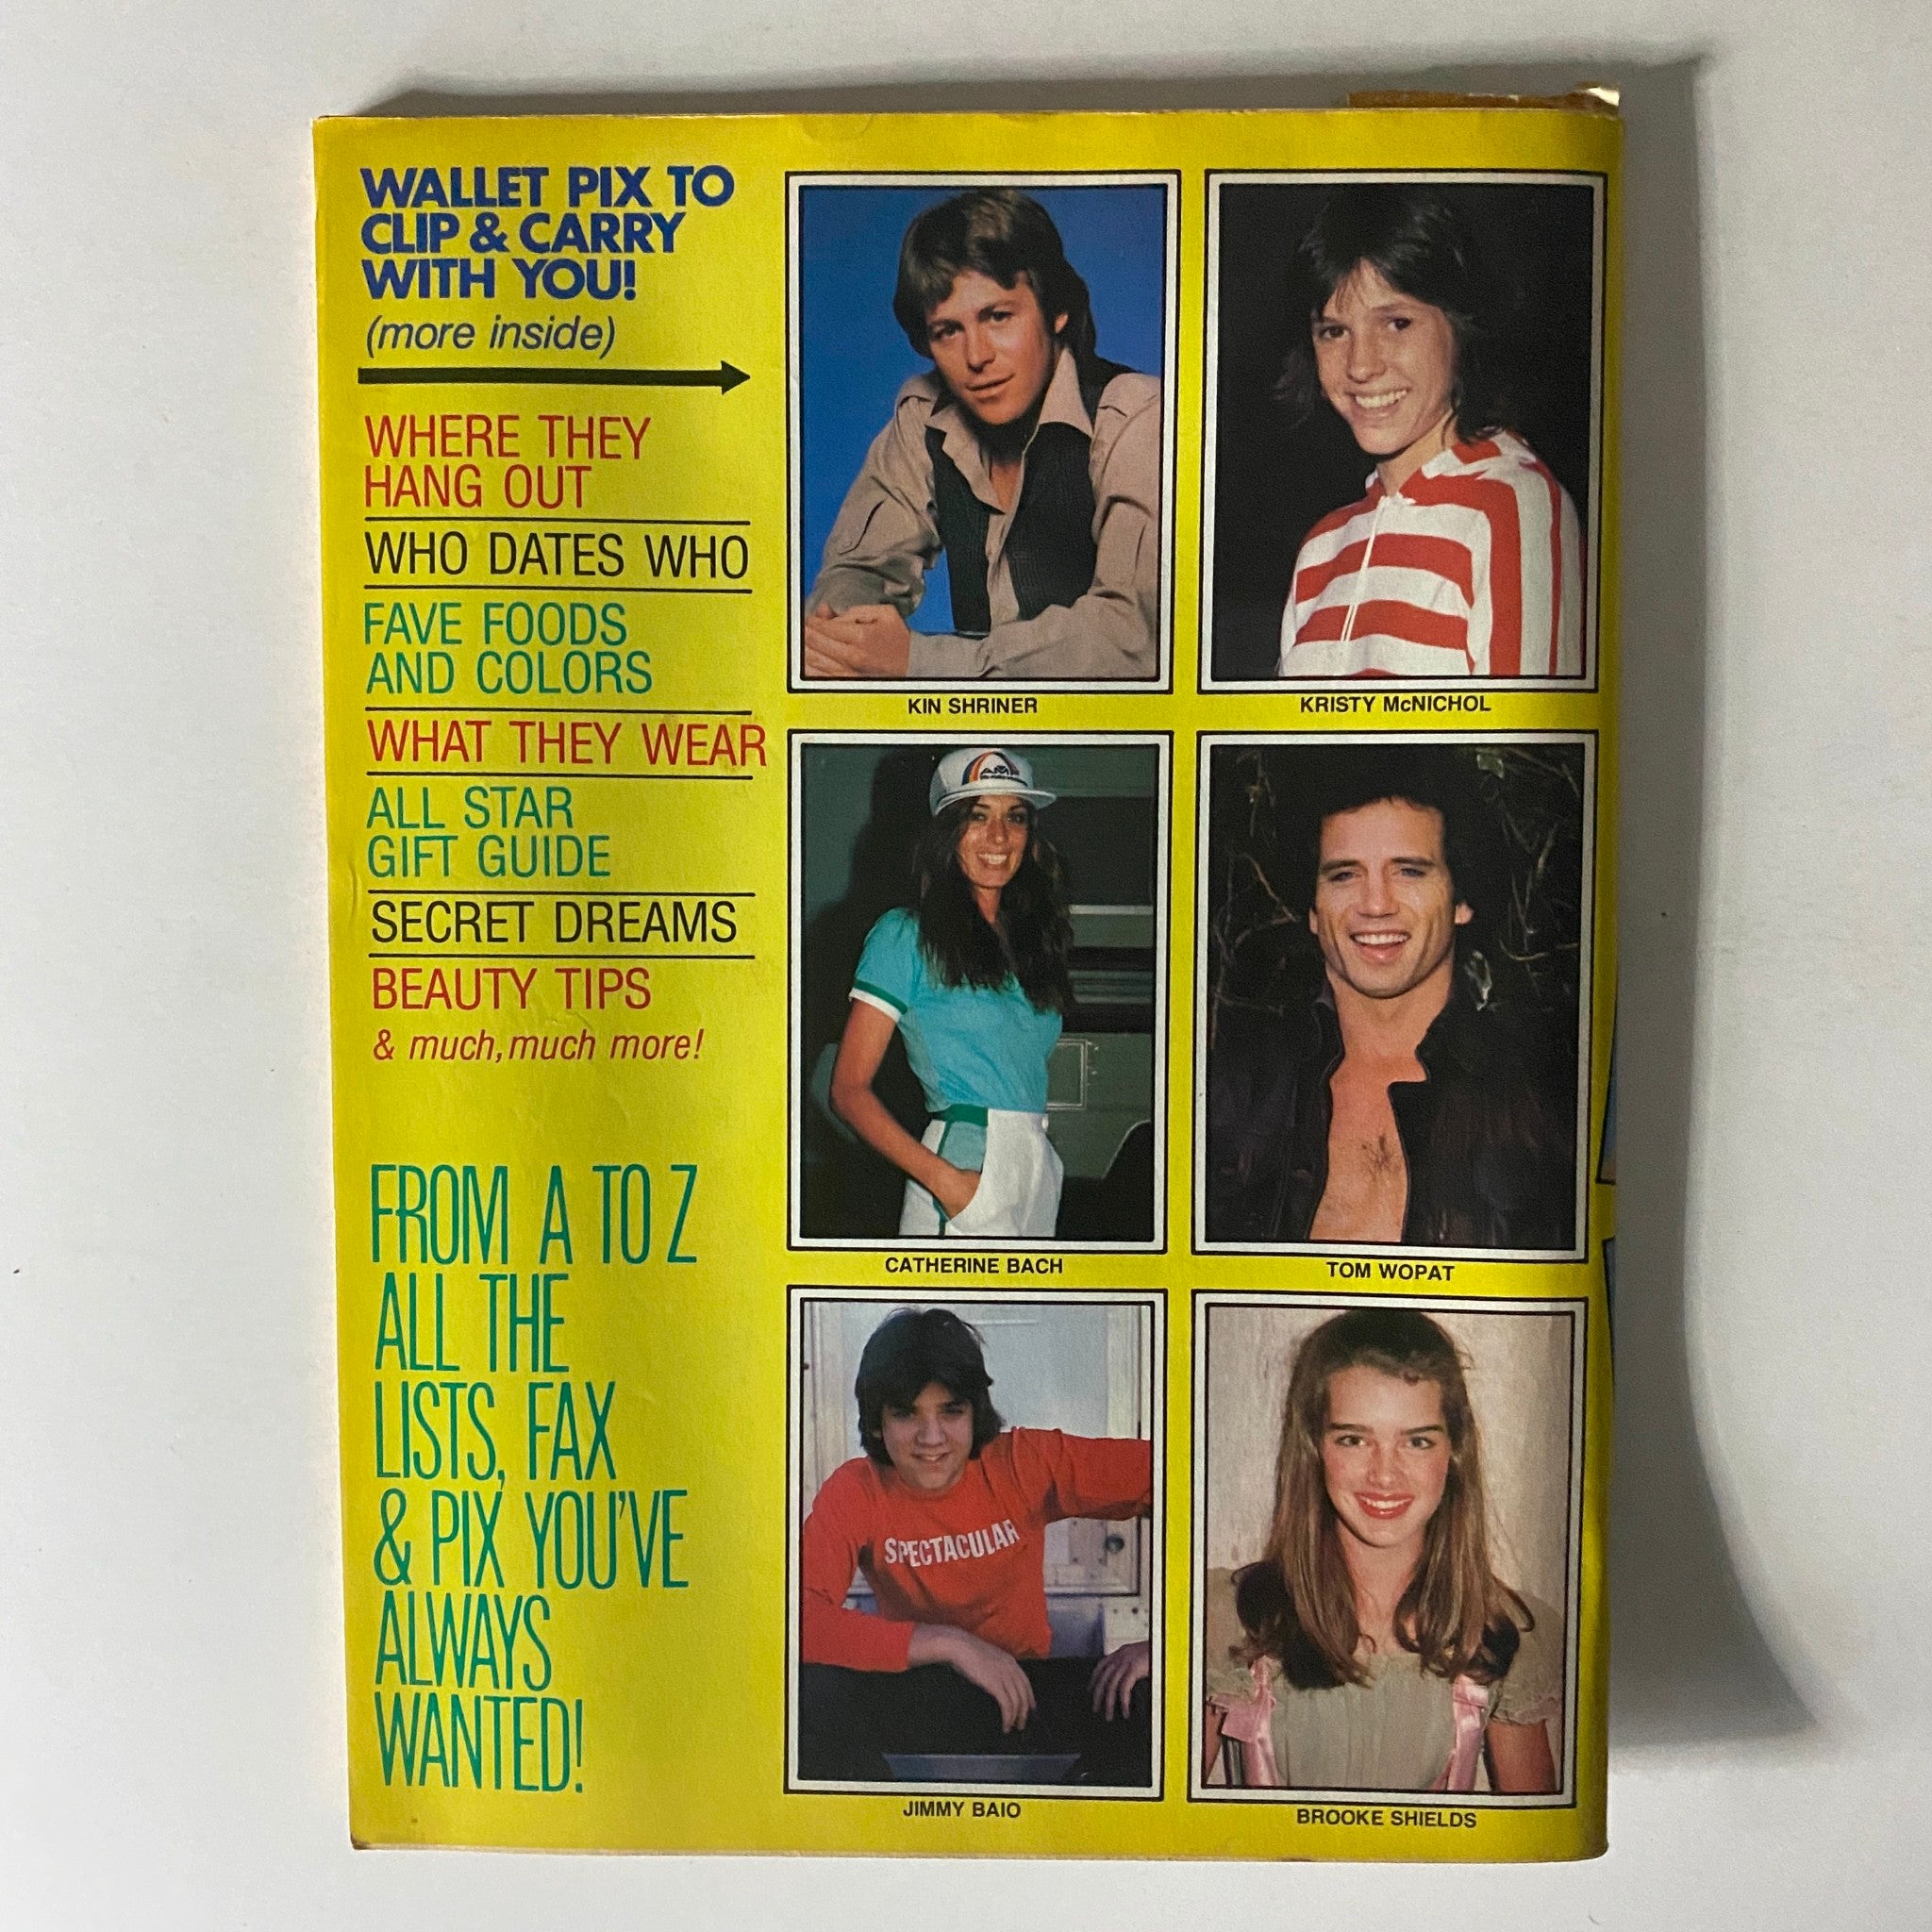 WALLET PIX TO
CLIP & CARRY
WITH YOU!
(more inside)
WHERE THEY
HANG OUT
WHO DATES WHO
FAVE FOODS
AND COLORS
WHAT THEY WEAR
ALL STAR
GIFT GUIDE
SECRET DREAMS
BEAUTY TIPS
& much, much more!
FROM A TO Z
ALL THE
LISTS, FAX
& PIX YOU'VE
ALWAYS
WANTED!
KIN SHRINER
KRISTY McNICHOL
CATHERINE BACH
TOM WOPAT
SPECTACULAR
JIMMY BAIO
BROOKE SHIELDS